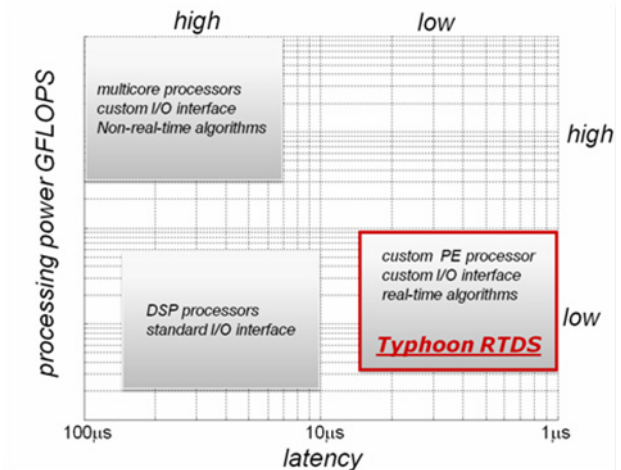 high
low
processing power GFLOPS
multicore processors
custom I/O interface
Non-real-time algorithms
high
custom PE processor
custom I/O interface
real-time algorithms
Typhoon RTDS
DSP processors
standard I/O interface
low
100µs
10µs
1µs
latency